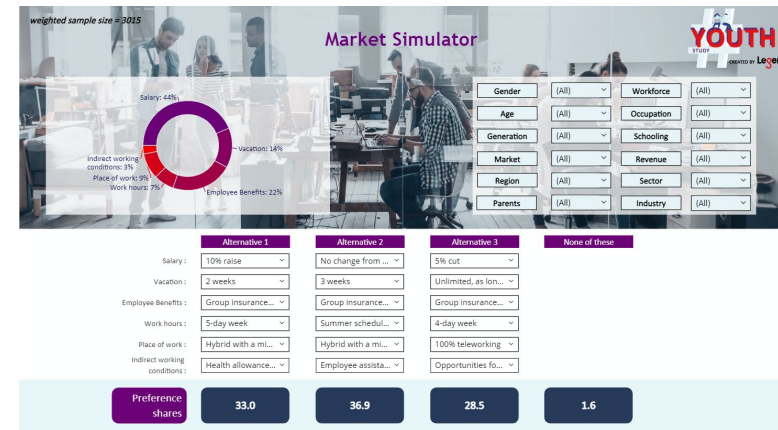 weighted sample size = 3015
Market Simulator
YOUTH
STUDY
CREATED BY Leger
Salary: 44%
Vacation: 14%
Indirect working
conditions: 3%
Place of work: 9%
Work hours: 7%
Employee Benefits: 22%
Gender (All) Workforce (All)
Age (All) Occupation (All)
Generation (All) Schooling (All)
Market (All) Revenue (All)
Region (All) Sector (All)
Parents (All) Industry (All)
Alternative 1 Alternative 2 Alternative 3 None of these
Salary : 10% raise No change from ... 5% cut
Vacation : 2 weeks 3 weeks Unlimited, as lon...
Employee Benefits : Group insurance... Group insurance... Group insurance...
Work hours : 5-day week Summer schedul... 4-day week
Place of work : Hybrid with a mi... Hybrid with a mi... 100% teleworking
Indirect working
conditions : Health allowance... Employee assista... Opportunities fo...
Preference
shares 33.0 36.9 28.5 1.6